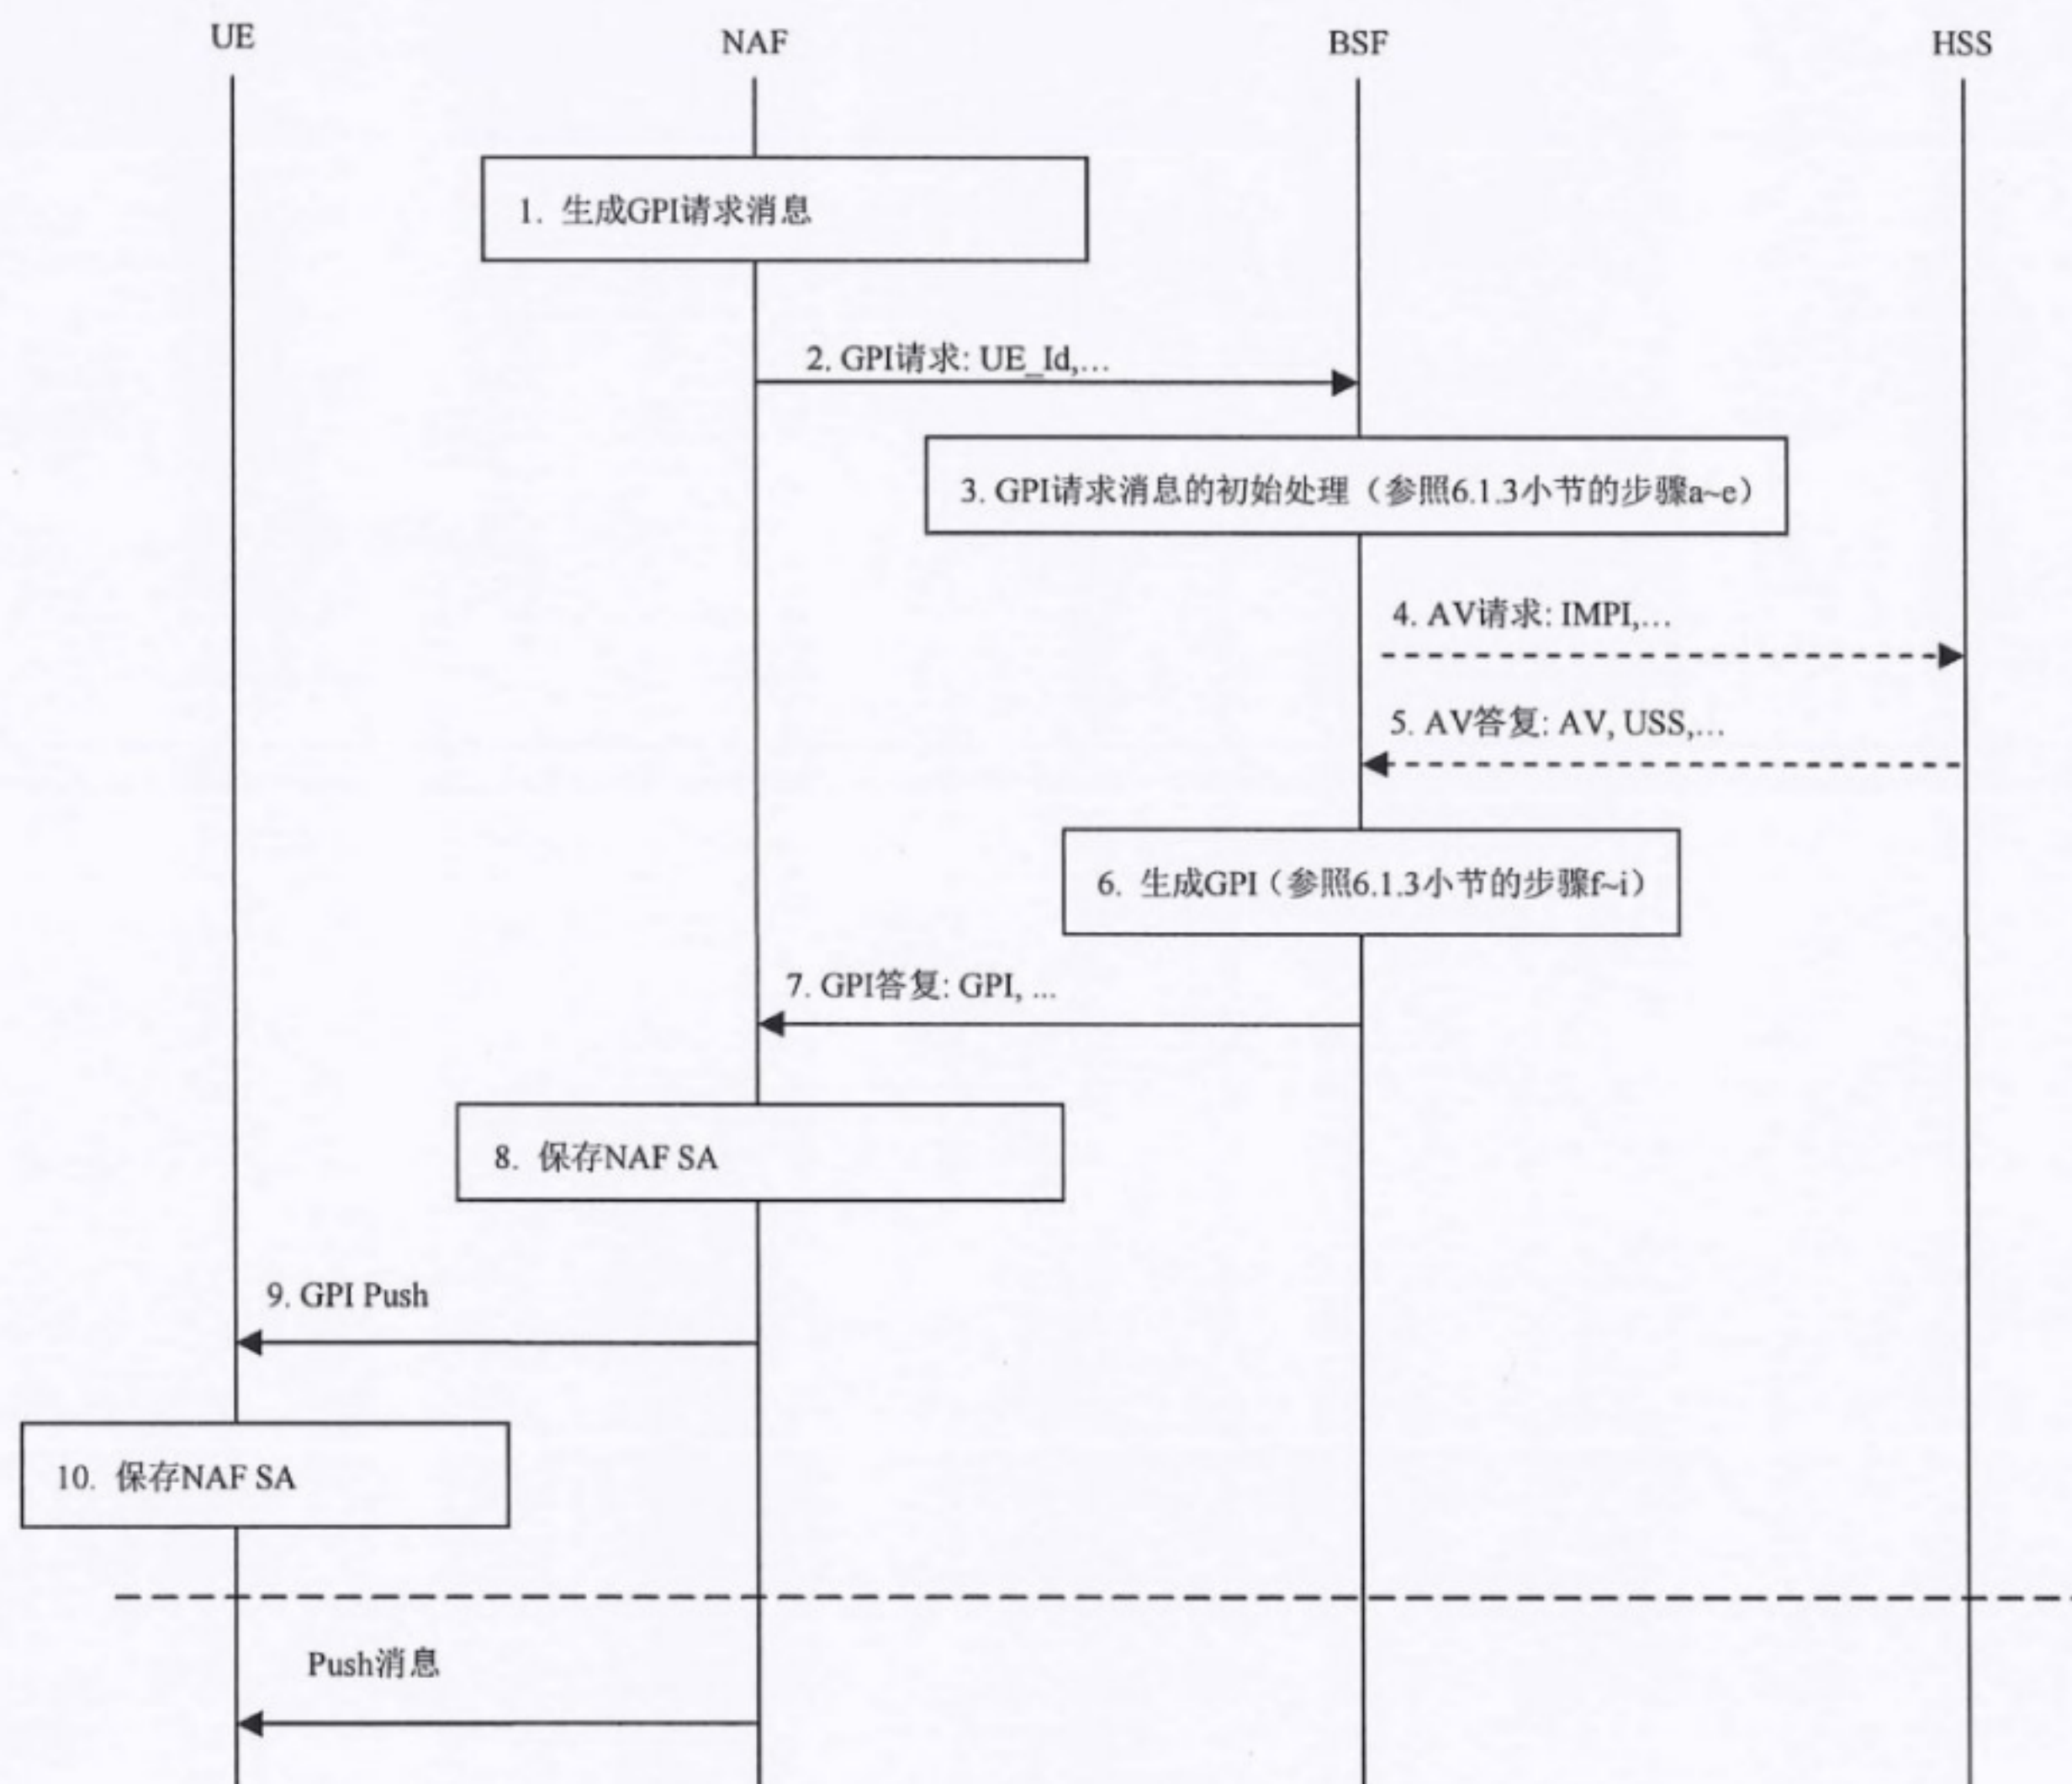 UE
NAF
BSF
HSS
1. 生成GPI请求消息
2. GPI请求: UE_Id,...
3. GPI请求消息的初始处理（参照6.1.3小节的步骤a~e）
4. AV请求: IMPI,...
5. AV答复: AV, USS,...
6. 生成GPI（参照6.1.3小节的步骤f~i）
7. GPI答复: GPI, ...
8. 保存NAF SA
9. GPI Push
10. 保存NAF SA
Push消息